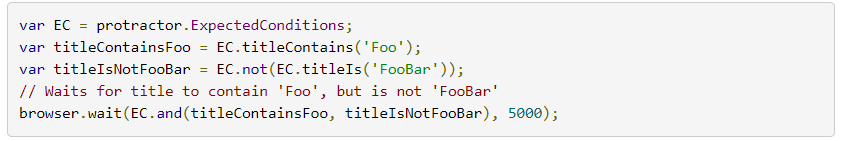 var EC = protractor.ExpectedConditions;
var titleContainsFoo = EC.titleContains('Foo');
var titleIsNotFooBar = EC.not(EC.titleIs('FooBar'));
// Waits for title to contain 'Foo', but is not 'FooBar'
browser.wait(EC.and(titleContainsFoo, titleIsNotFooBar), 5000);